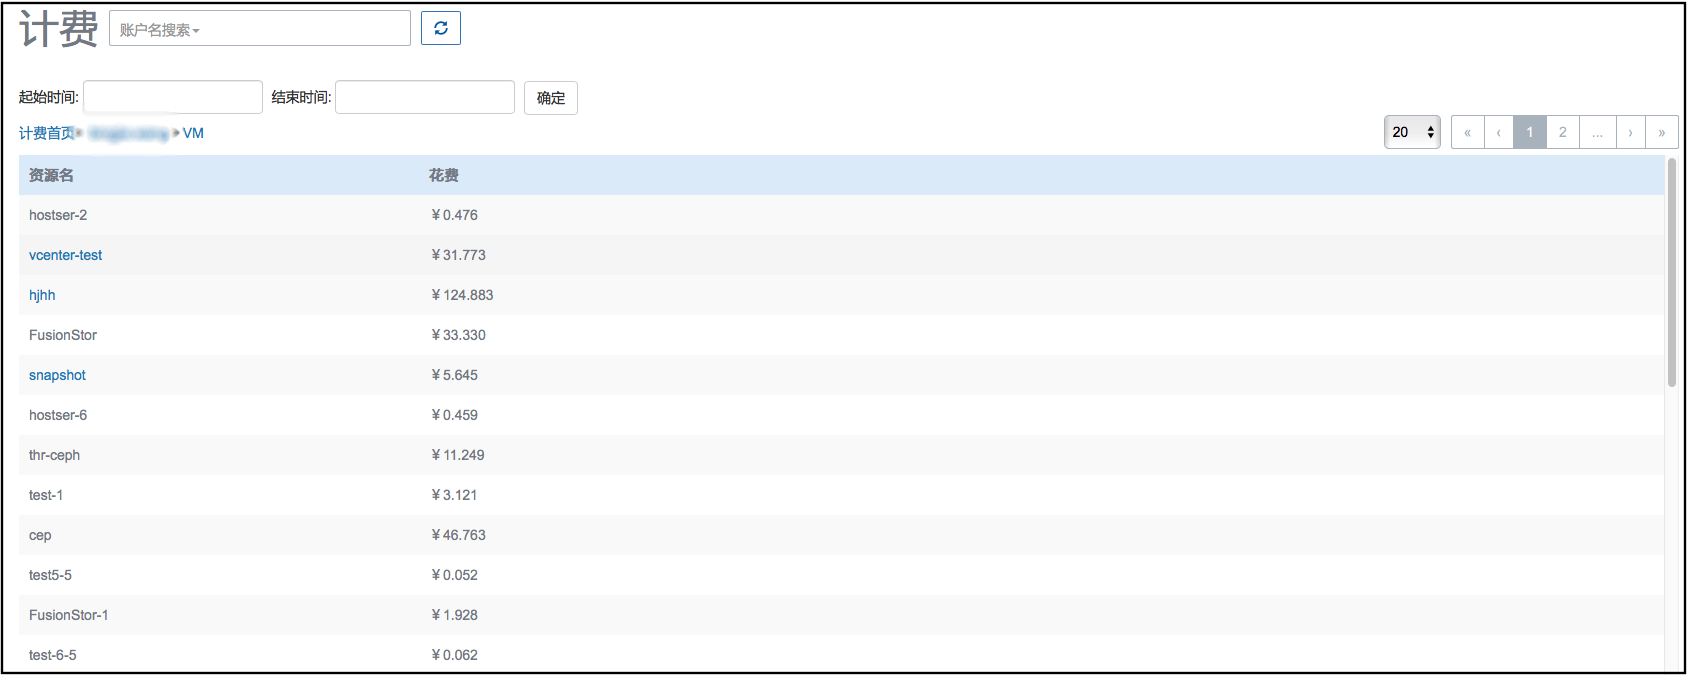 计费 账户名搜索
起始时间: 结束时间: 确定
计费首页> > VM 20 « ‹ 1 2 ... › »
资源名 花费
hostser-2 ¥ 0.476
vcenter-test ¥ 31.773
hjhh ¥ 124.883
FusionStor ¥ 33.330
snapshot ¥ 5.645
hostser-6 ¥ 0.459
thr-ceph ¥ 11.249
test-1 ¥ 3.121
cep ¥ 46.763
test5-5 ¥ 0.052
FusionStor-1 ¥ 1.928
test-6-5 ¥ 0.062